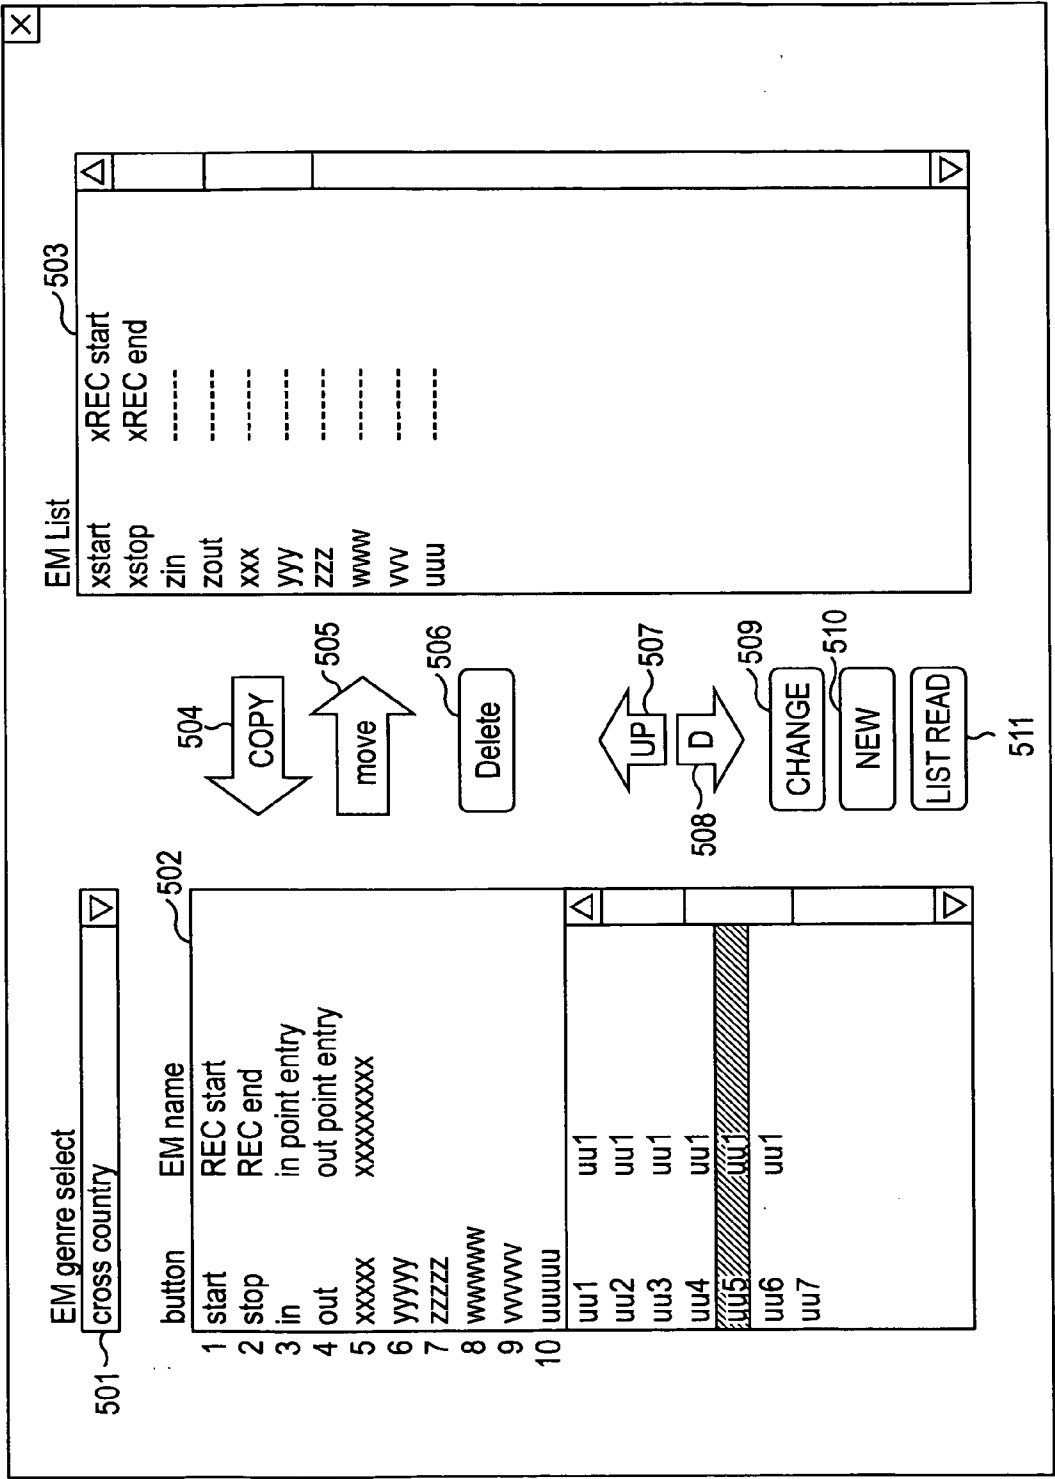 EM genre select
501 cross country
502
button EM name
1 start REC start
2 stop REC end
3 in in point entry
4 out out point entry
5 xxxxx xxxxxxxxx
6 yyyyy
7 zzzzz
8 wwwww
9 vvvvv
10 uuuuu
uu1 uu1
uu2 uu1
uu3 uu1
uu4 uu1
uu5 uu1
uu6 uu1
uu7
504
COPY
505
move
506
Delete
507
UP
508
D
509
CHANGE
510
NEW
LIST READ
511
EM List
503
xstart xREC start
xstop xREC end
zin --------
zout --------
xxx --------
yyy --------
zzz --------
www --------
vvv --------
uuu --------